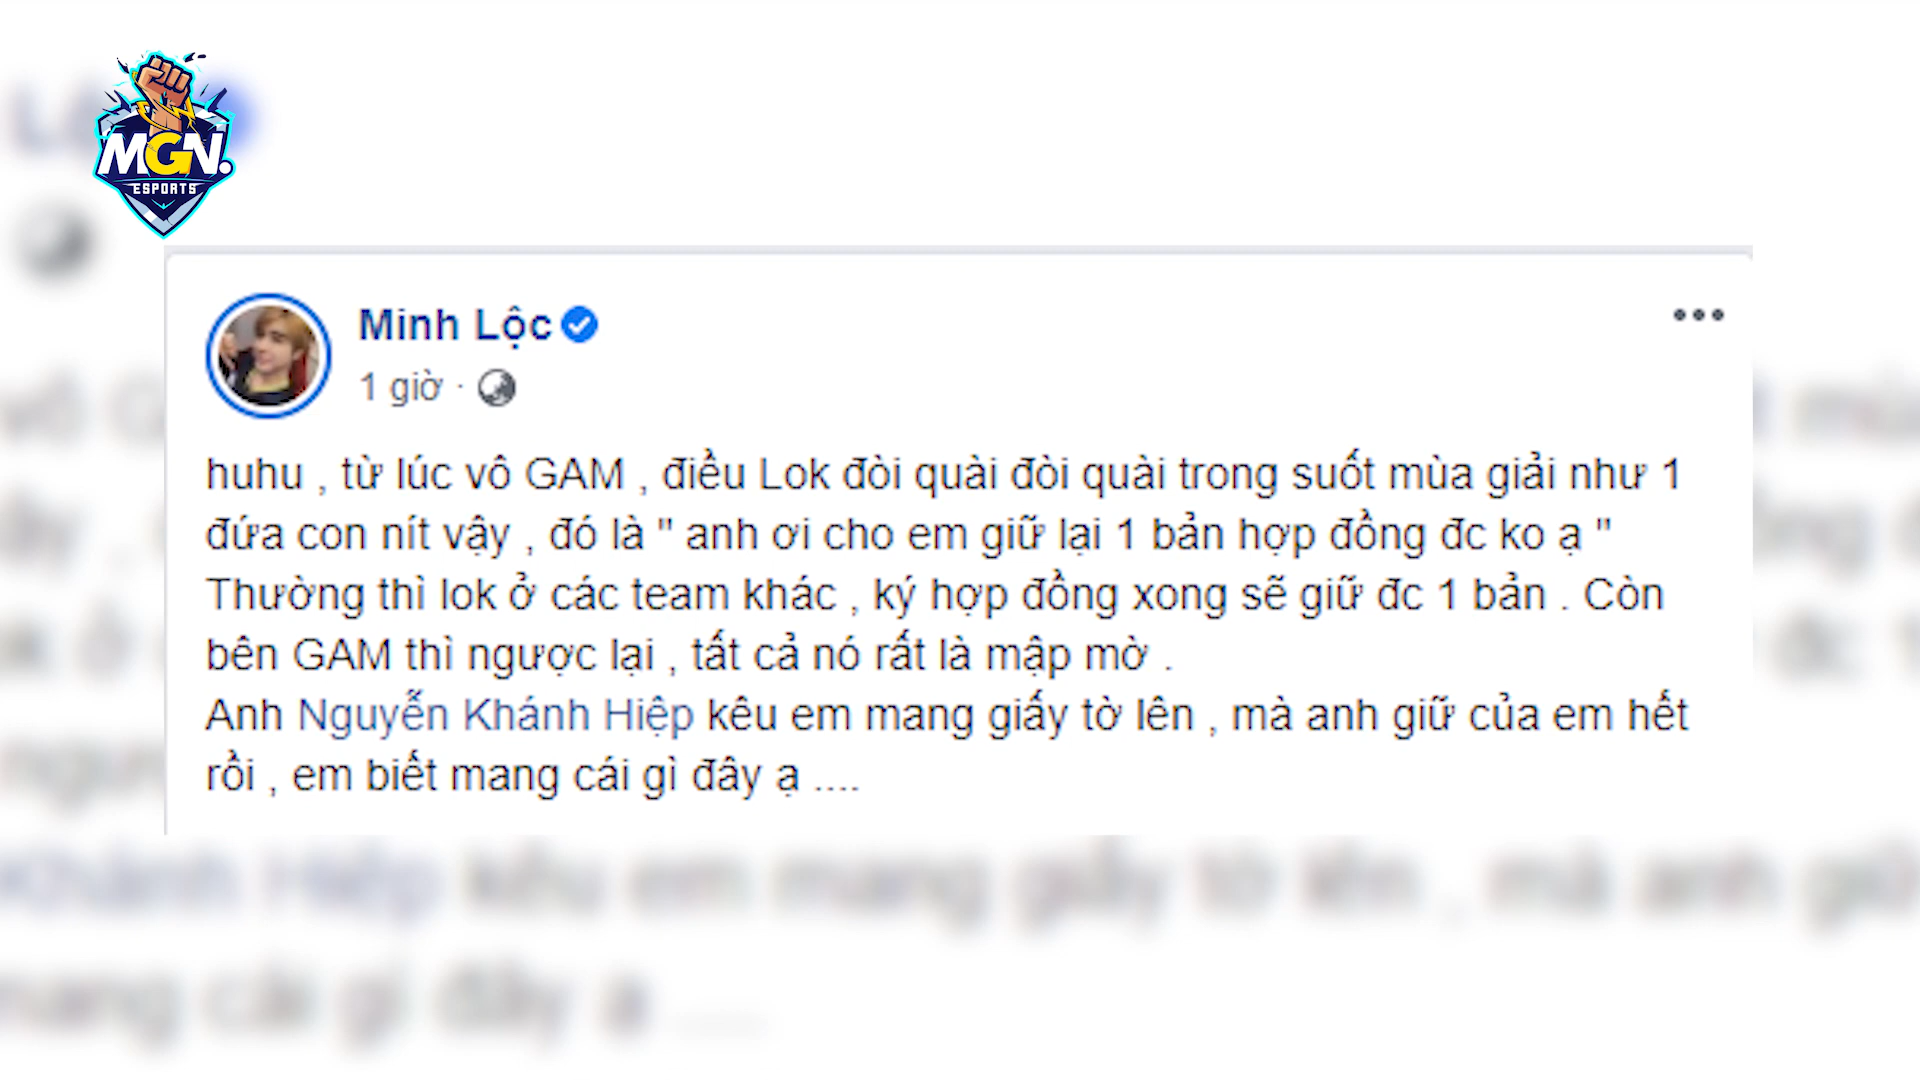 MGN.
ESPORTS
Minh Lộc
1 giờ ·
huhu , từ lúc vô GAM , điều Lok đòi quài đòi quài trong suốt mùa giải như 1
đứa con nít vậy , đó là " anh ơi cho em giữ lại 1 bản hợp đồng đc ko ạ "
Thường thì lok ở các team khác , ký hợp đồng xong sẽ giữ đc 1 bản . Còn
bên GAM thì ngược lại , tất cả nó rất là mập mờ .
Anh Nguyễn Khánh Hiệp kêu em mang giấy tờ lên , mà anh giữ của em hết
rồi , em biết mang cái gì đây ạ ....